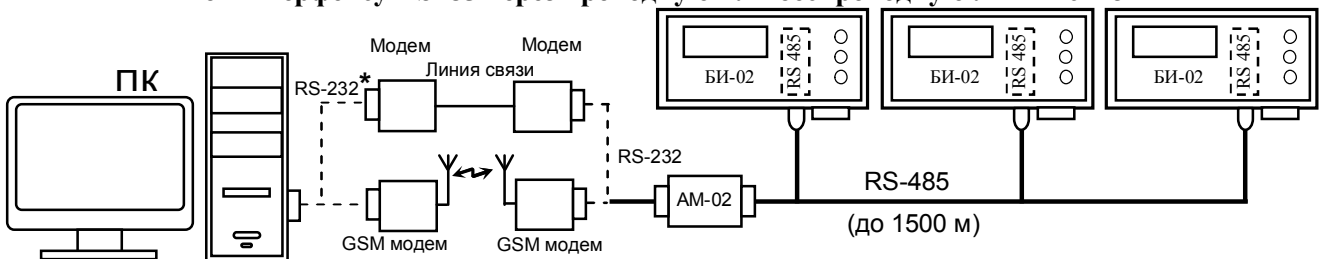 ПК
RS-232*
Модем
Модем
Линия связи
GSM модем
GSM модем
RS-232
АМ-02
RS-485
(до 1500 м)
БИ-02
RS 485
БИ-02
RS 485
БИ-02
RS 485